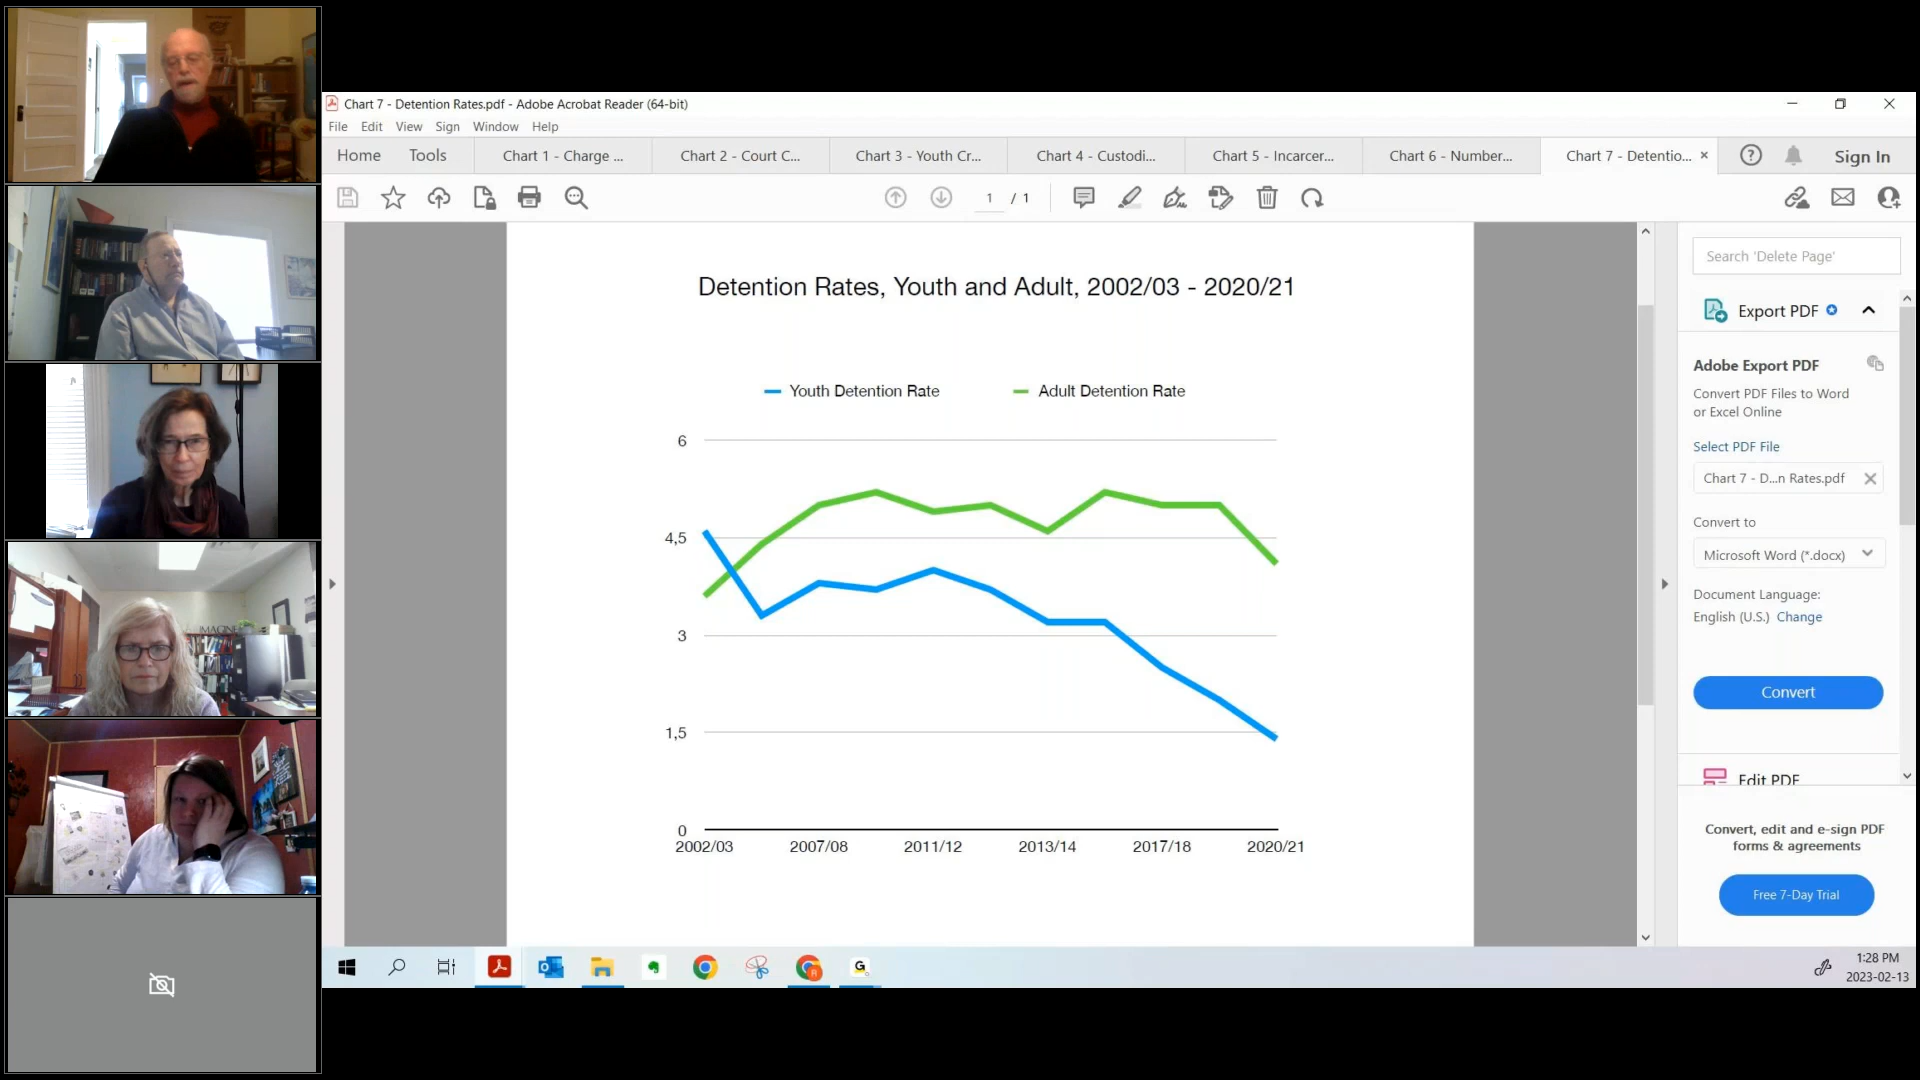 Chart 7 - Detention Rates.pdf - Adobe Acrobat Reader (64-bit)
File Edit View Sign Window Help
Home Tools Chart 1 - Charge ... Chart 2 - Court C... Chart 3 - Youth Cr... Chart 4 - Custodi... Chart 5 - Incarcer... Chart 6 - Number... Chart 7 - Detentio... × Sign In
1 / 1
Search 'Delete Page'
Detention Rates, Youth and Adult, 2002/03 - 2020/21
Youth Detention Rate Adult Detention Rate
6
4,5
3
1,5
0
2002/03 2007/08 2011/12 2013/14 2017/18 2020/21
Export PDF
Adobe Export PDF
Convert PDF Files to Word
or Excel Online
Select PDF File
Chart 7 - D...n Rates.pdf
Convert to
Microsoft Word (*.docx)
Document Language:
English (U.S.) Change
Convert
Edit PDF
Convert, edit and e-sign PDF
forms & agreements
Free 7-Day Trial
1:28 PM
2023-02-13
IMAGINE